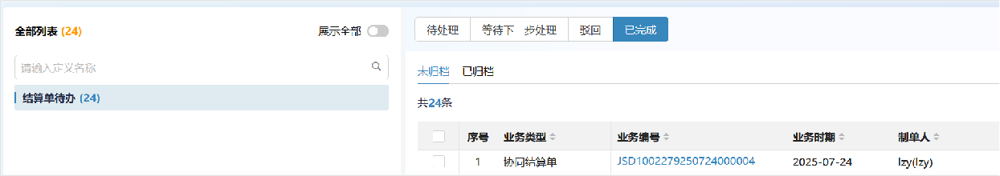 全部列表 (24)
展示全部
请输入定义名称
结算单待办 (24)
待处理 等待下一步处理 驳回 已完成
未归档 已归档
共24条
序号 业务类型 业务编号 业务时期 制单人
1 协同结算单 JSD1002279250724000004 2025-07-24 lzy(lzy)